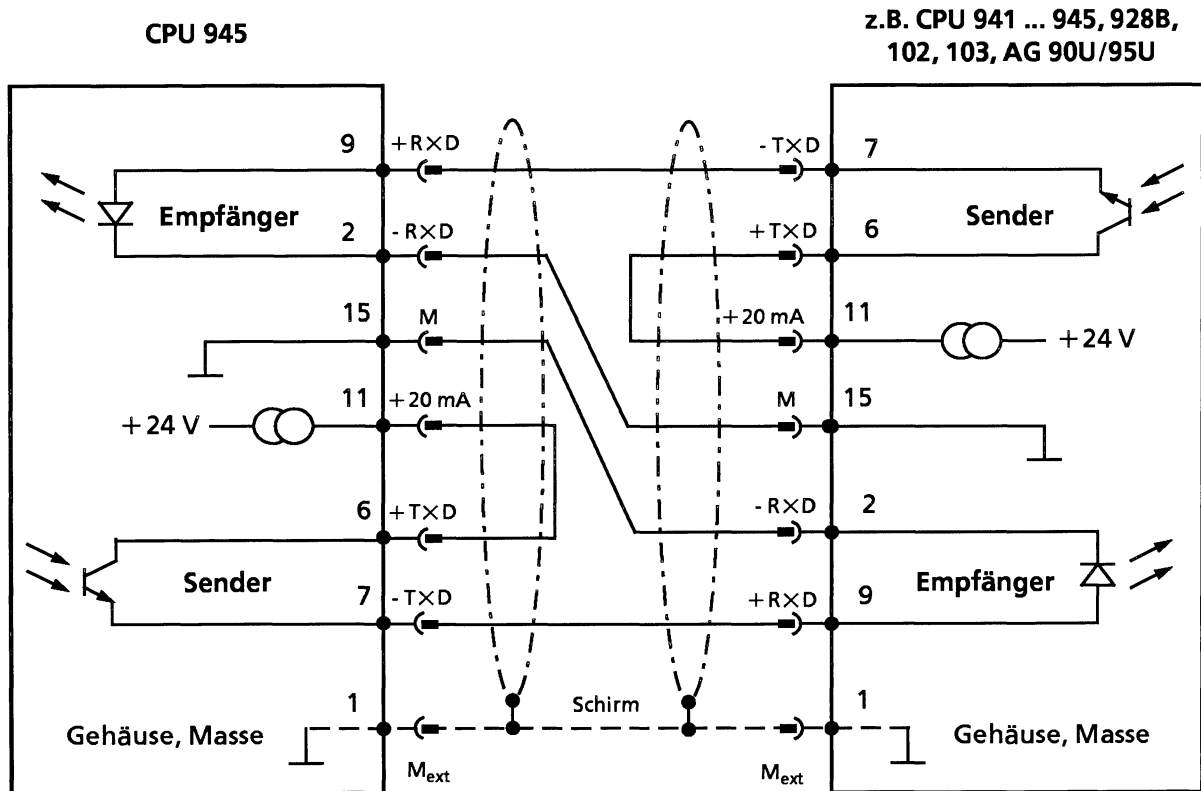 CPU 945
z.B. CPU 941 ... 945, 928B,
102, 103, AG 90U/95U
9
+R×D
-T×D
7
Empfänger
Sender
2
-R×D
+T×D
6
15
M
+20 mA
11
+24 V
11
+20 mA
M
15
+24 V
6
+T×D
-R×D
2
Sender
Empfänger
7
-T×D
+R×D
9
1
Schirm
1
Gehäuse, Masse
Gehäuse, Masse
Mext
Mext